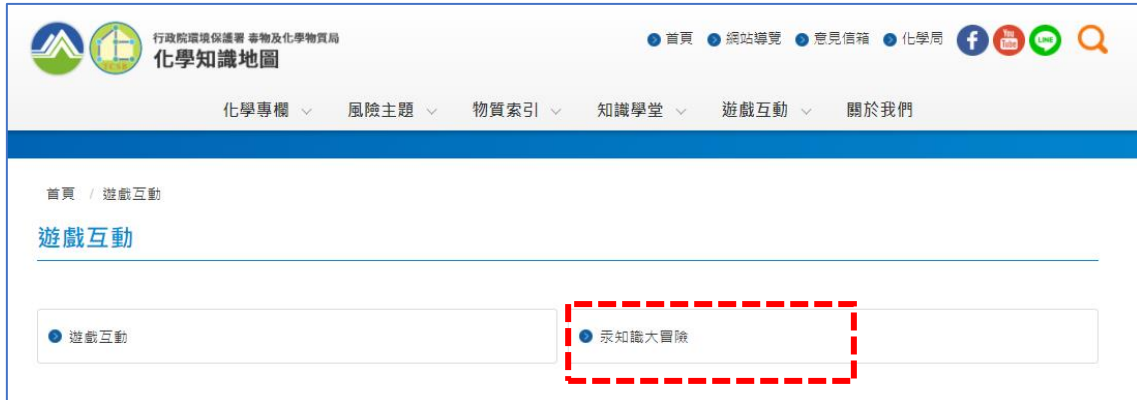 行政院環境保護署 毒物及化學物質局
化學知識地圖
首頁 網站導覽 意見信箱 化學局
You Tube
LINE
TCSB
化學專欄 風險主題 物質索引 知識學堂 遊戲互動 關於我們
首頁 / 遊戲互動
遊戲互動
遊戲互動
汞知識大冒險